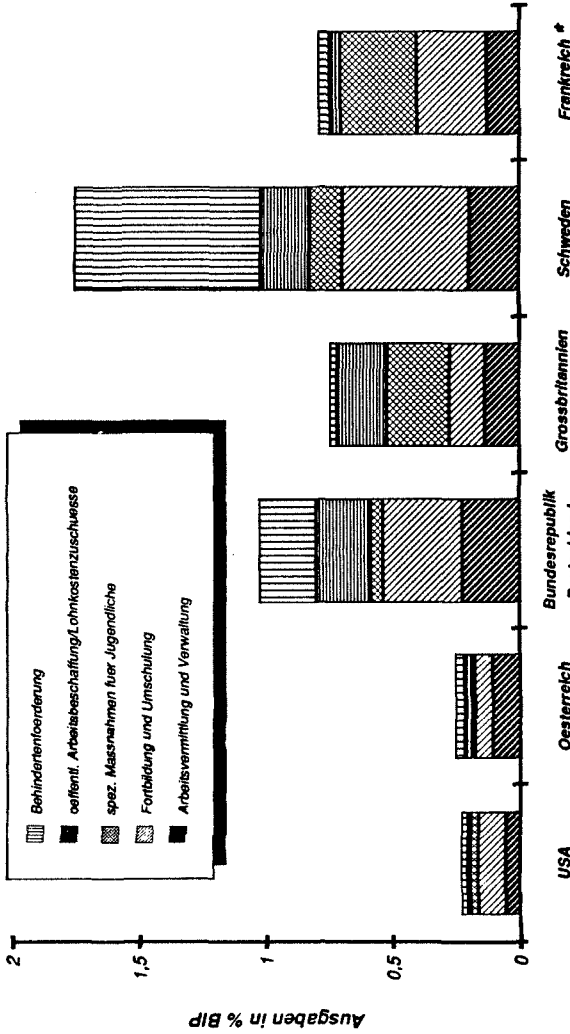 Behindertenfoerderung
oeffentl. Arbeitsbeschaffung/Lohnkostenzuschuesse
spez. Massnahmen fuer Jugendliche
Fortbildung und Umschulung
Arbeitsvermittlung und Verwaltung
Ausgaben in % BIP
2
1,5
1
0,5
0
USA
Oesterreich
Bundesrepublik
Grossbritannien
Schweden
Frankreich *